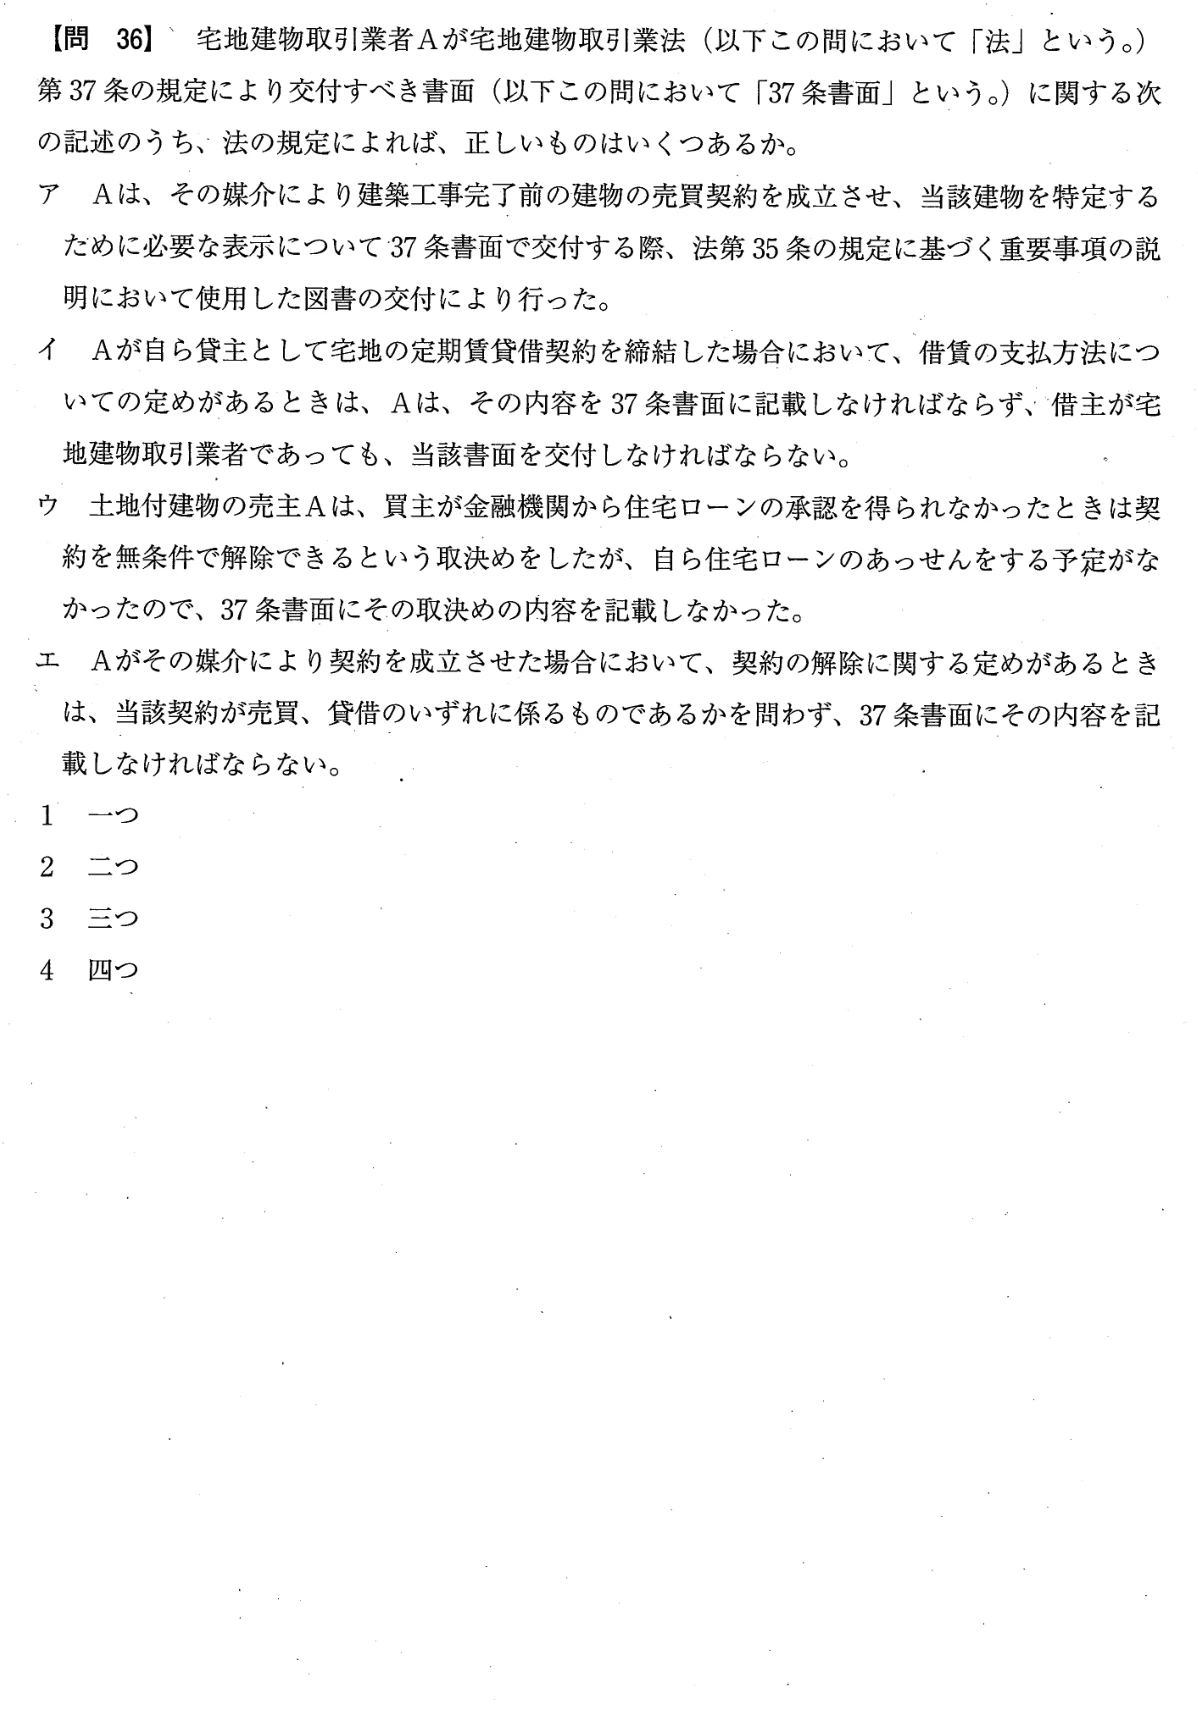 【問　36】　宅地建物取引業者Ａが宅地建物取引業法（以下この問において「法」という。）
第 37 条の規定により交付すべき書面（以下この問において「37 条書面」という。）に関する次
の記述のうち、法の規定によれば、正しいものはいくつあるか。
ア　Ａは、その媒介により建築工事完了前の建物の売買契約を成立させ、当該建物を特定する
ために必要な表示について 37 条書面で交付する際、法第 35 条の規定に基づく重要事項の説
明において使用した図書の交付により行った。
イ　Ａが自ら貸主として宅地の定期賃貸借契約を締結した場合において、借賃の支払方法につ
いての定めがあるときは、Ａは、その内容を 37 条書面に記載しなければならず、借主が宅
地建物取引業者であっても、当該書面を交付しなければならない。
ウ　土地付建物の売主Ａは、買主が金融機関から住宅ローンの承認を得られなかったときは契
約を無条件で解除できるという取決めをしたが、自ら住宅ローンのあっせんをする予定がな
かったので、37 条書面にその取決めの内容を記載しなかった。
エ　Ａがその媒介により契約を成立させた場合において、契約の解除に関する定めがあるとき
は、当該契約が売買、貸借のいずれに係るものであるかを問わず、37 条書面にその内容を記
載しなければならない。
1　一つ
2　二つ
3　三つ
4　四つ